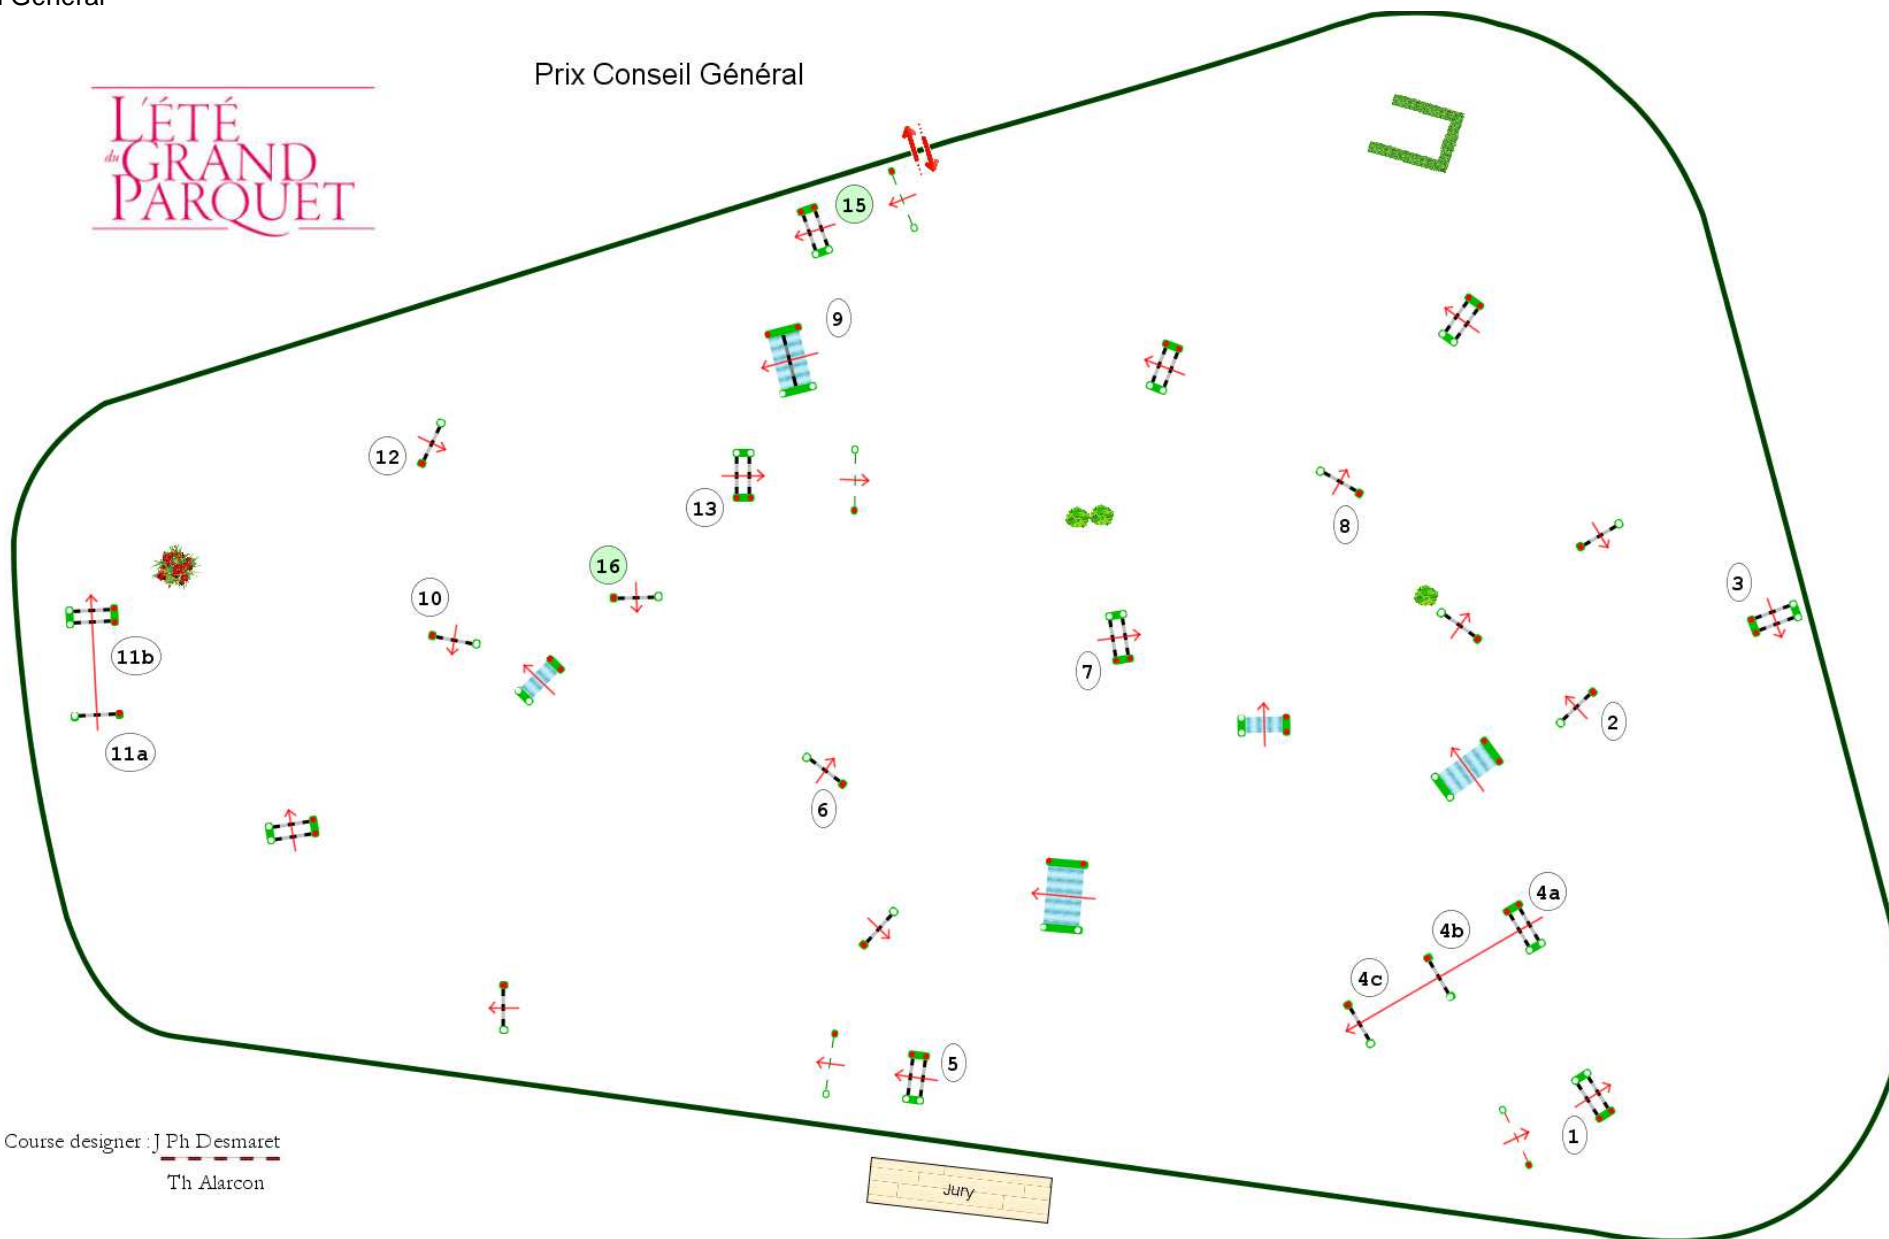 l Général
Prix Conseil Général
L'ÉTÉ
du GRAND
PARQUET
15
9
12
13
8
16
3
10
11b
7
2
11a
6
4a
4b
4c
5
1
Course designer : J Ph Desmaret
Th Alarcon
Jury